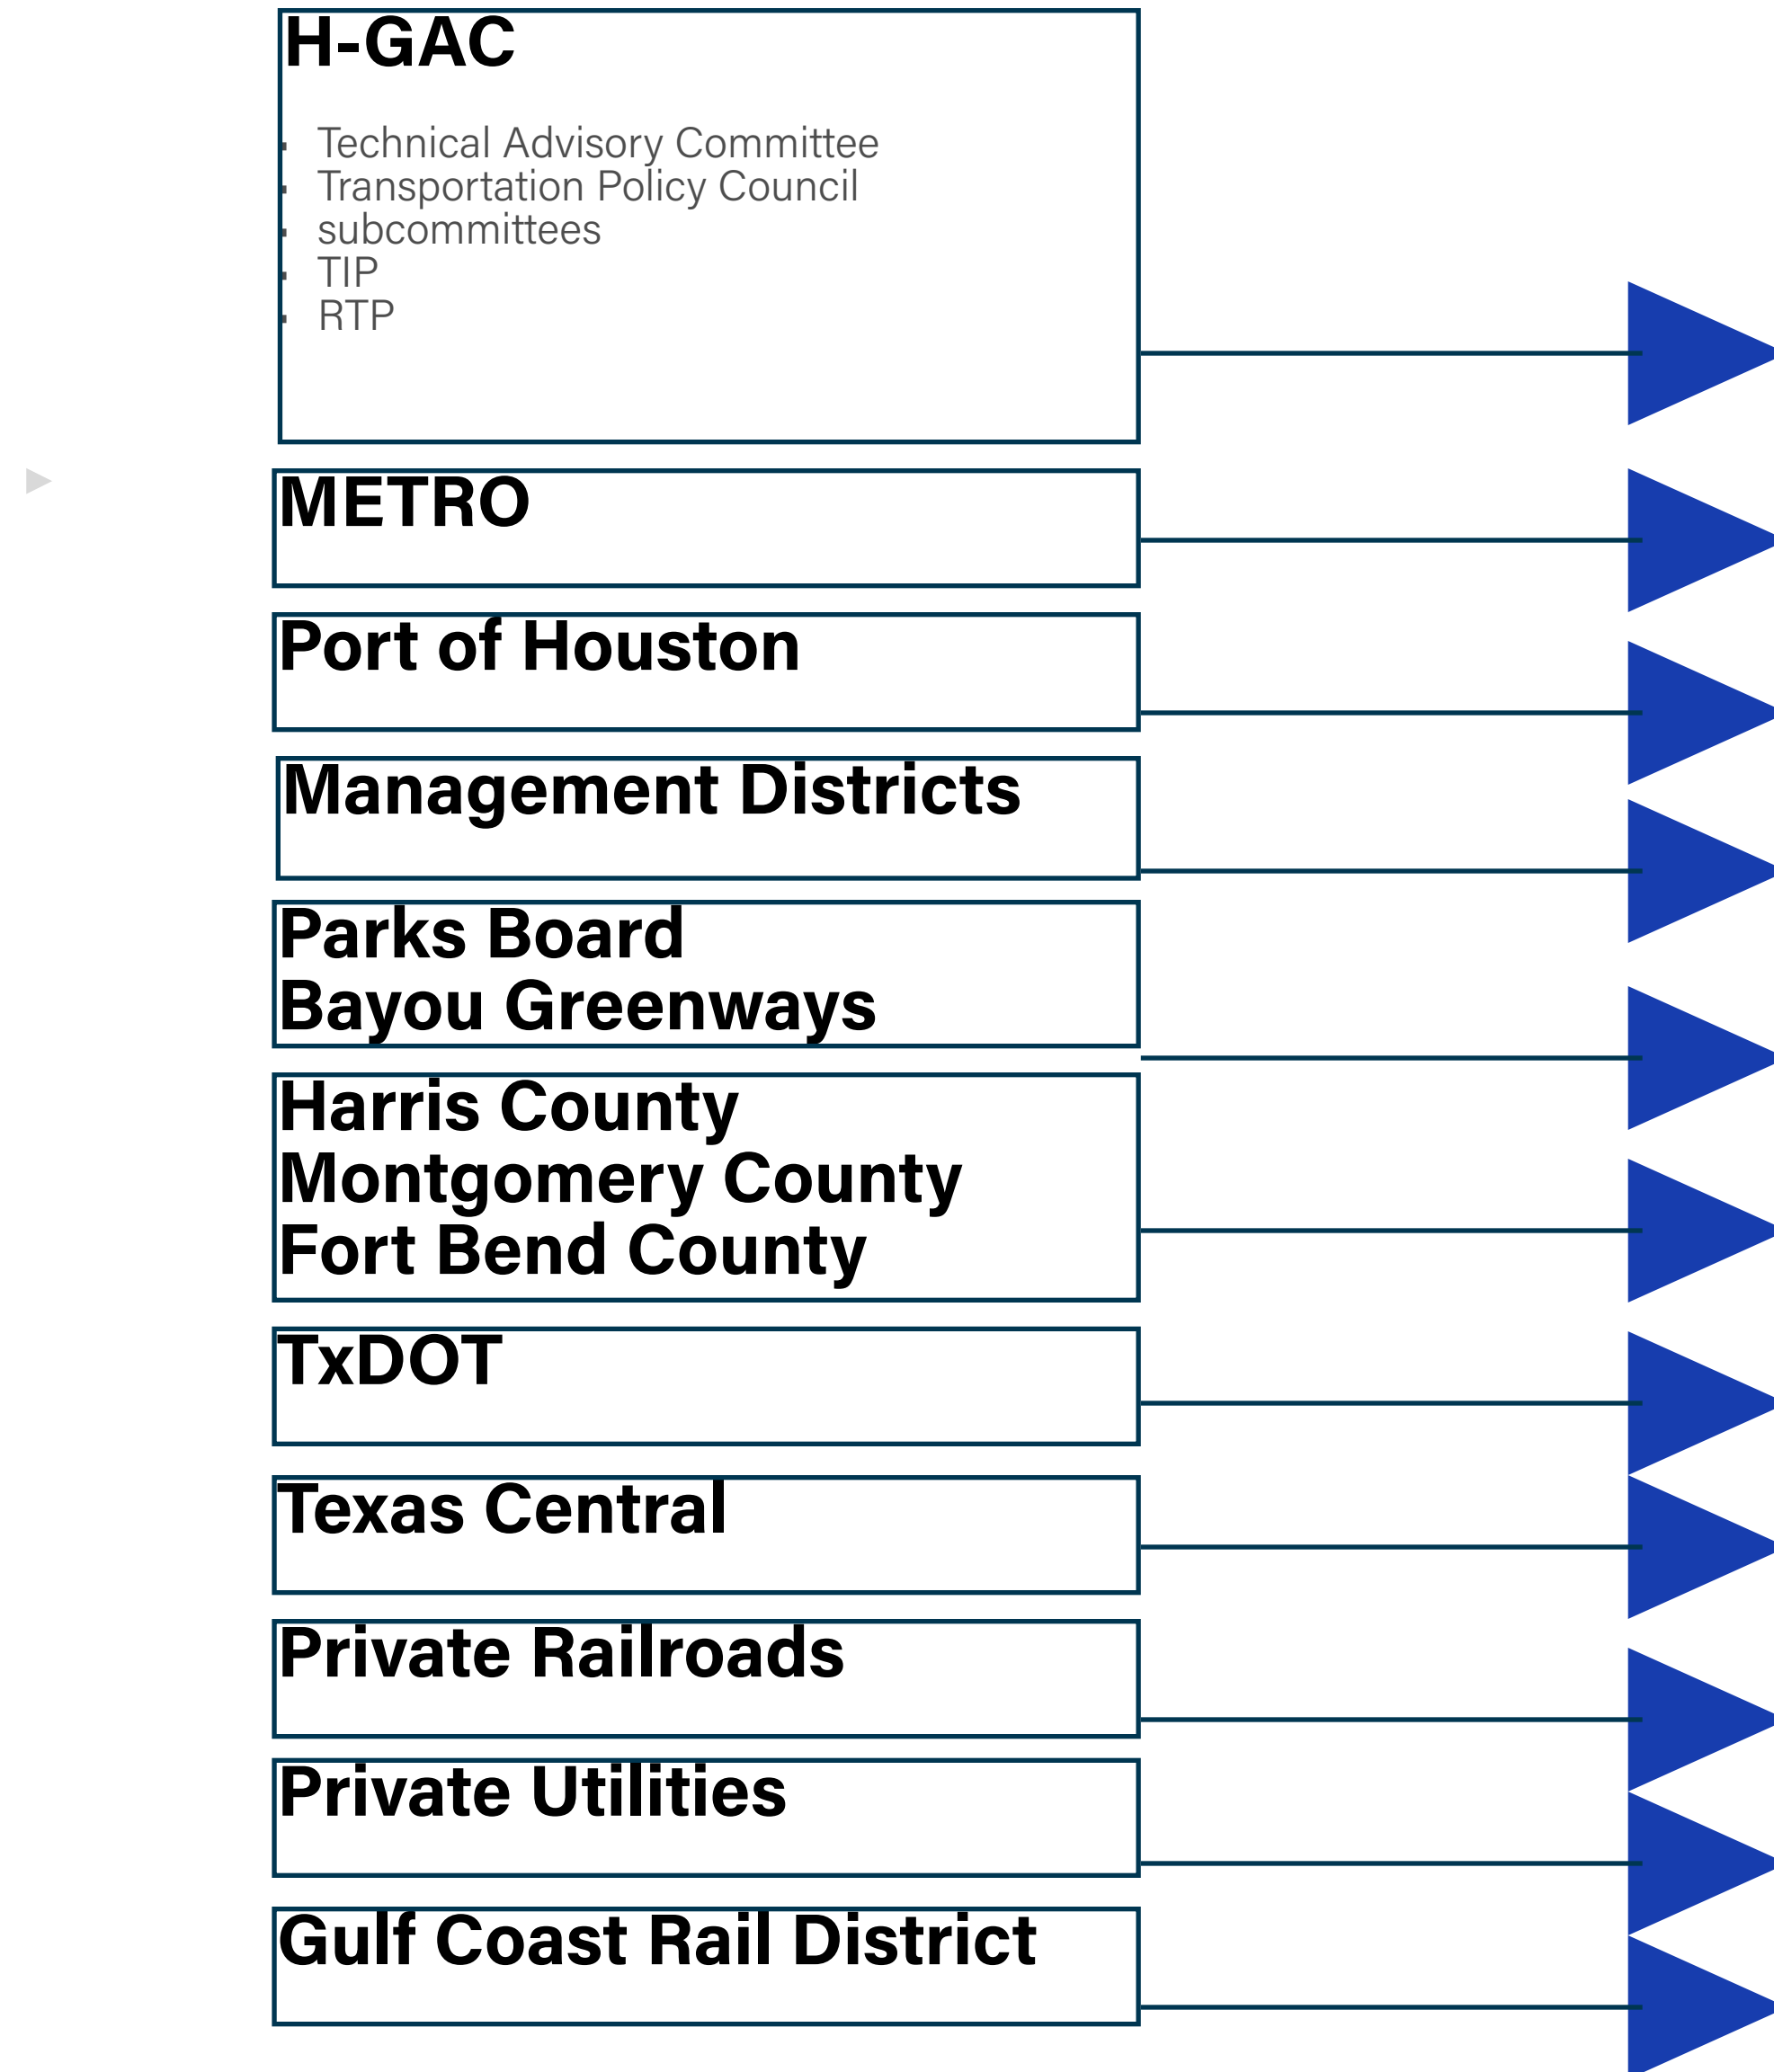 H-GAC
Technical Advisory Committee
Transportation Policy Council
subcommittees
TIP
RTP
METRO
Port of Houston
Management Districts
Parks Board
Bayou Greenways
Harris County
Montgomery County
Fort Bend County
TxDOT
Texas Central
Private Railroads
Private Utilities
Gulf Coast Rail District